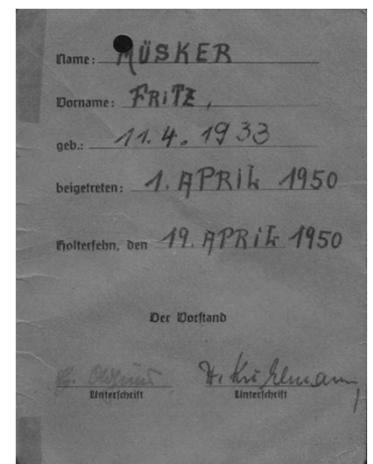 Name: MÜSKER
Vorname: FRITZ,
geb.: 11.4.1933
beigetreten: 1. APRIL 1950
Holterfehn, den 19. APRIL 1950
Der Vorstand
H. Kuhlmann
Unterschrift Unterschrift